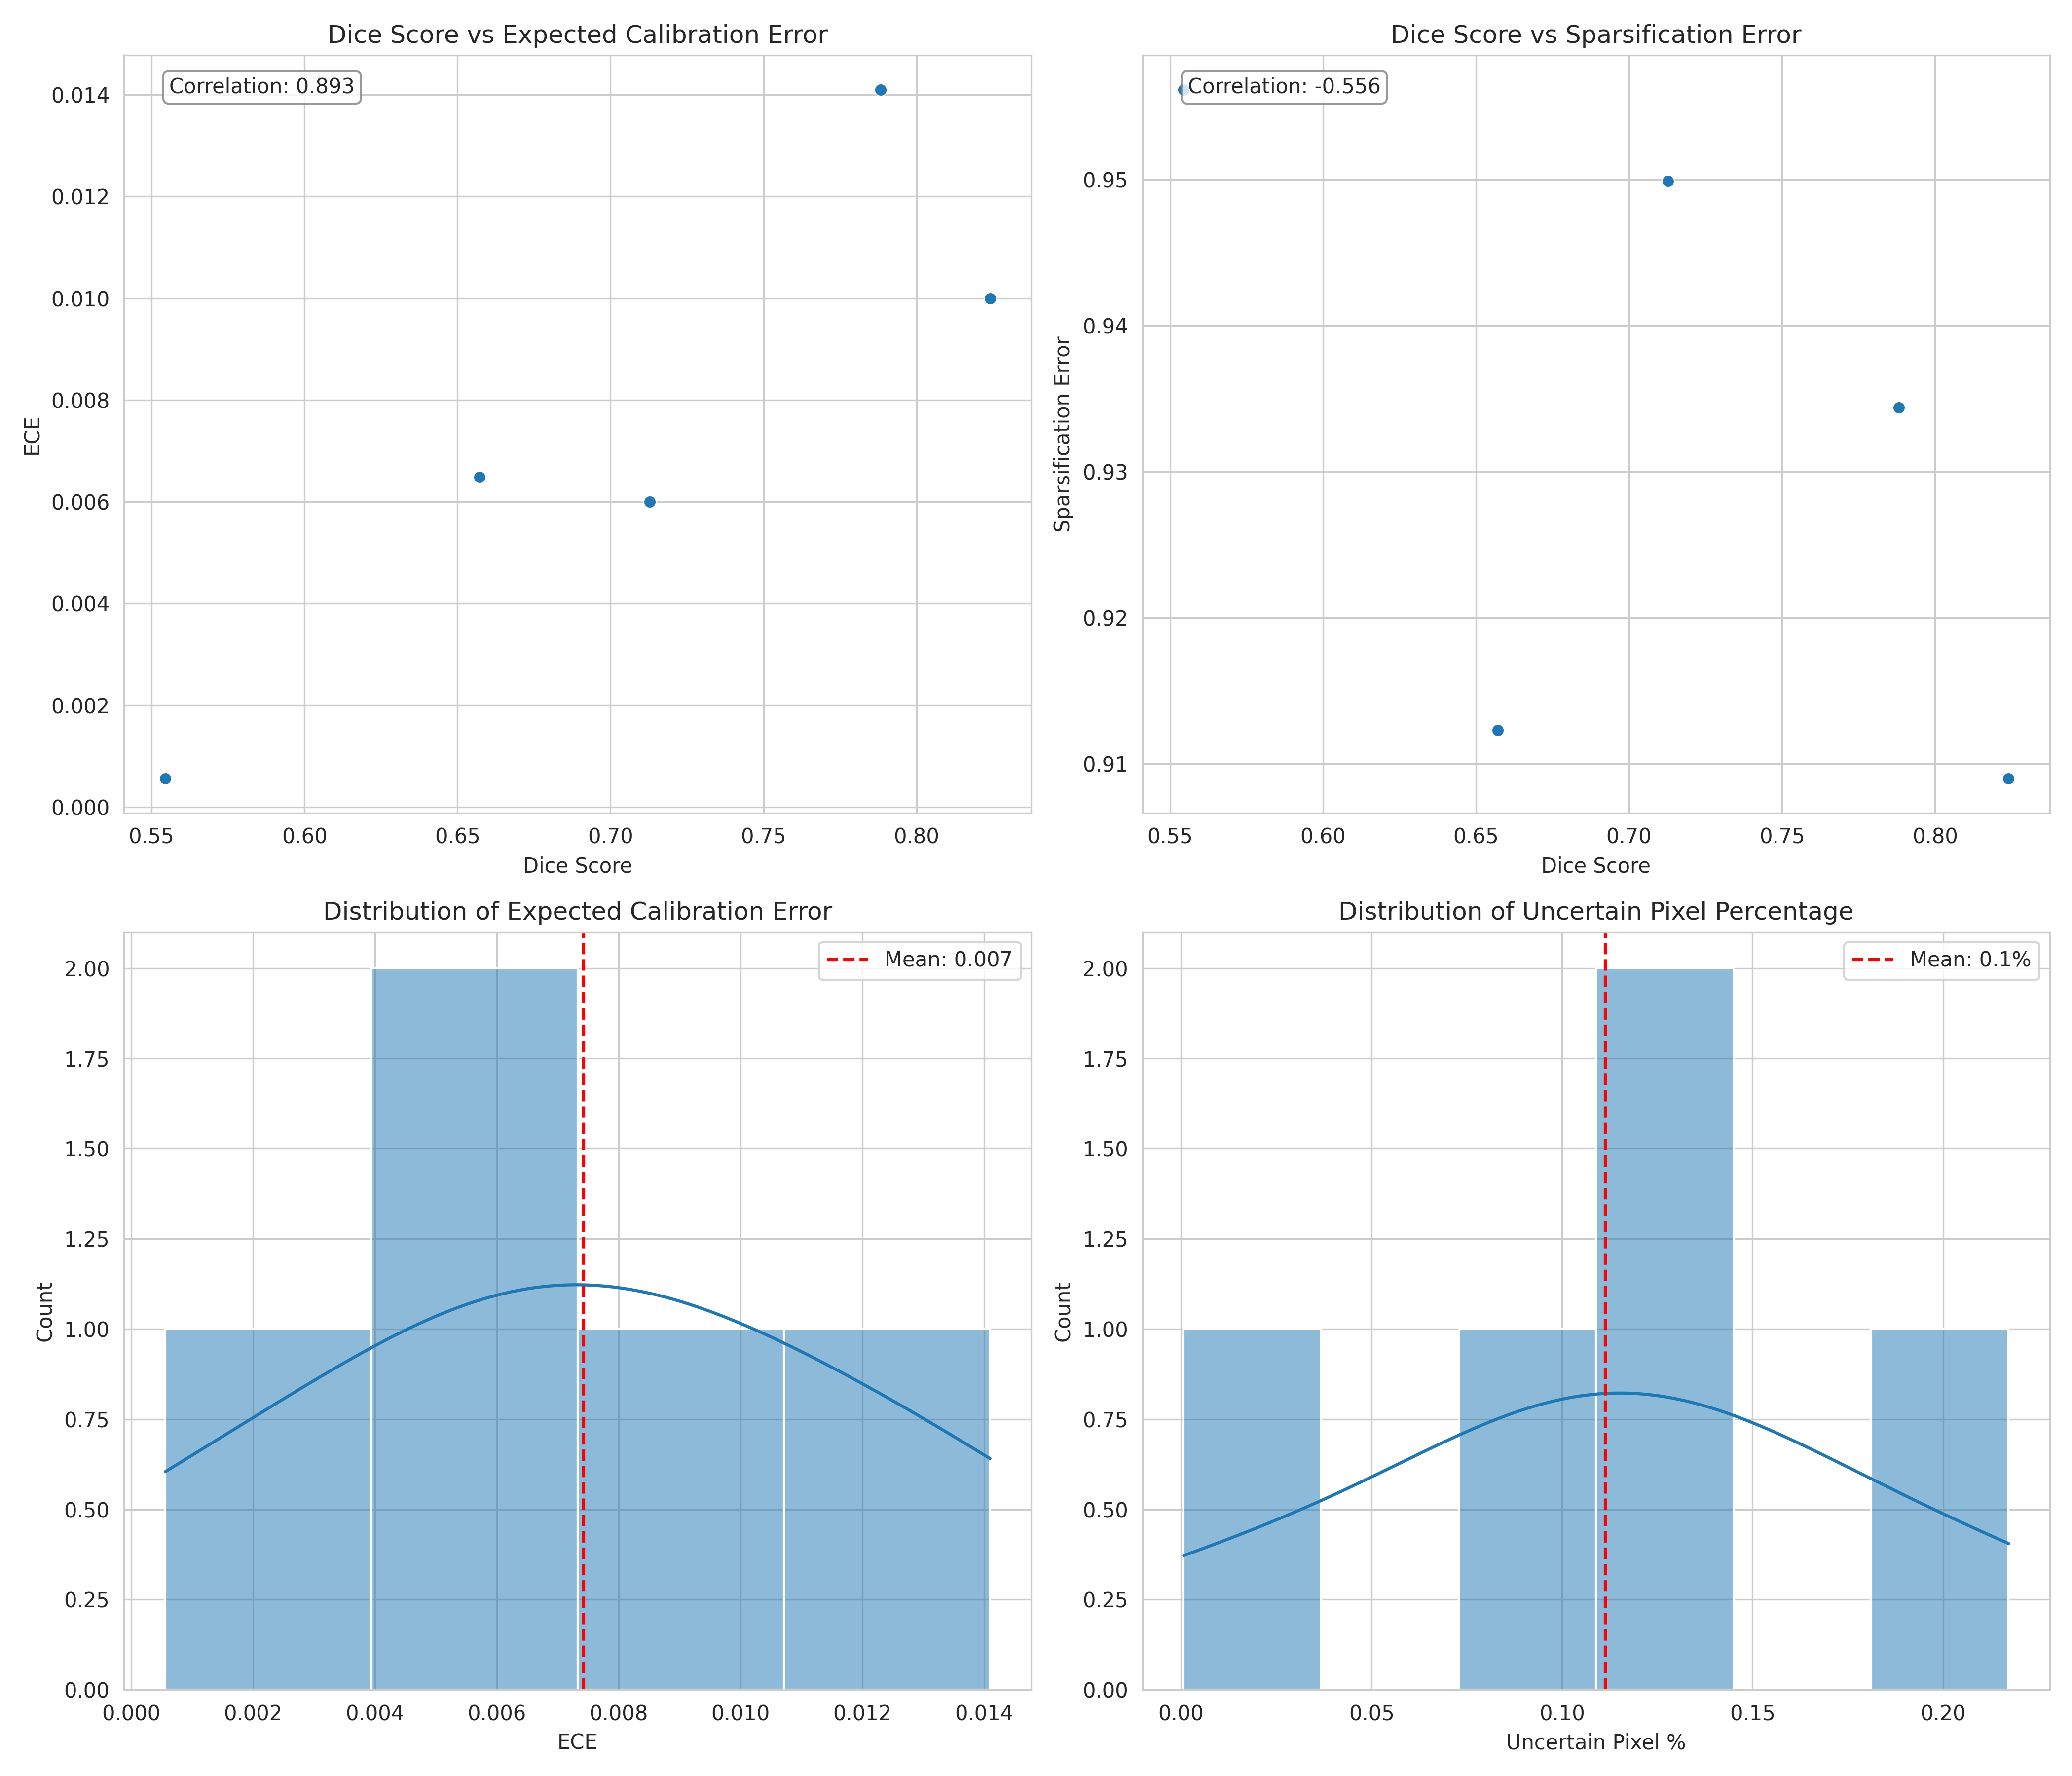 Dice Score vs Expected Calibration Error
Correlation: 0.893
0.014
0.012
0.010
0.008
0.006
0.004
0.002
0.000
ECE
0.55 0.60 0.65 0.70 0.75 0.80
Dice Score
Dice Score vs Sparsification Error
Correlation: -0.556
0.95
0.94
0.93
0.92
0.91
Sparsification Error
0.55 0.60 0.65 0.70 0.75 0.80
Dice Score
Distribution of Expected Calibration Error
Mean: 0.007
2.00
1.75
1.50
1.25
1.00
0.75
0.50
0.25
0.00
Count
0.000 0.002 0.004 0.006 0.008 0.010 0.012 0.014
ECE
Distribution of Uncertain Pixel Percentage
Mean: 0.1%
2.00
1.75
1.50
1.25
1.00
0.75
0.50
0.25
0.00
Count
0.00 0.05 0.10 0.15 0.20
Uncertain Pixel %